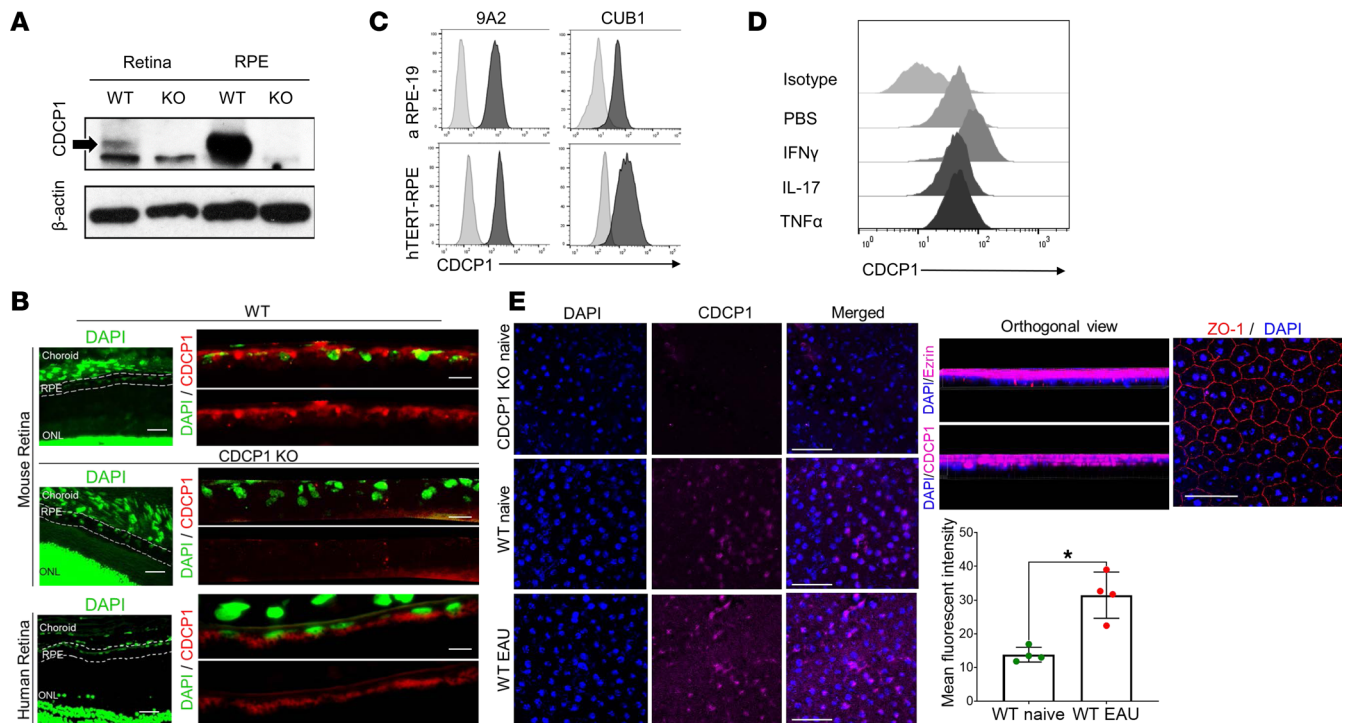 A
Retina RPE
WT KO WT KO
CDCP1
β-actin
B
WT
DAPI
Choroid
RPE
ONL
DAPI / CDCP1
Mouse Retina
CDCP1 KO
DAPI
Choroid
RPE
ONL
DAPI / CDCP1
Human Retina
DAPI
Choroid
RPE
ONL
DAPI / CDCP1
C
9A2 CUB1
a RPE-19
hTERT-RPE
CDCP1
D
Isotype
PBS
IFNγ
IL-17
TNFα
10⁰ 10¹ 10² 10³
CDCP1
E
DAPI CDCP1 Merged
CDCP1 KO naive
WT naive
WT EAU
Orthogonal view
DAPI/Ezrin
DAPI/CDCP1
ZO-1 / DAPI
Mean fluorescent intensity
50
40
30
20
10
0
*
WT naive WT EAU